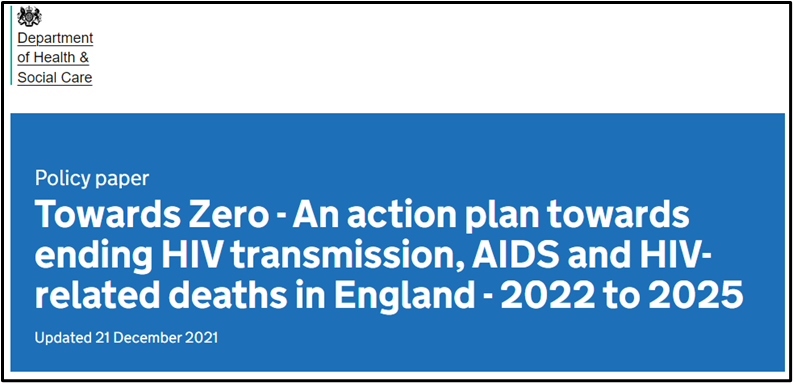 Department
of Health &
Social Care
Policy paper
Towards Zero - An action plan towards
ending HIV transmission, AIDS and HIV-
related deaths in England - 2022 to 2025
Updated 21 December 2021